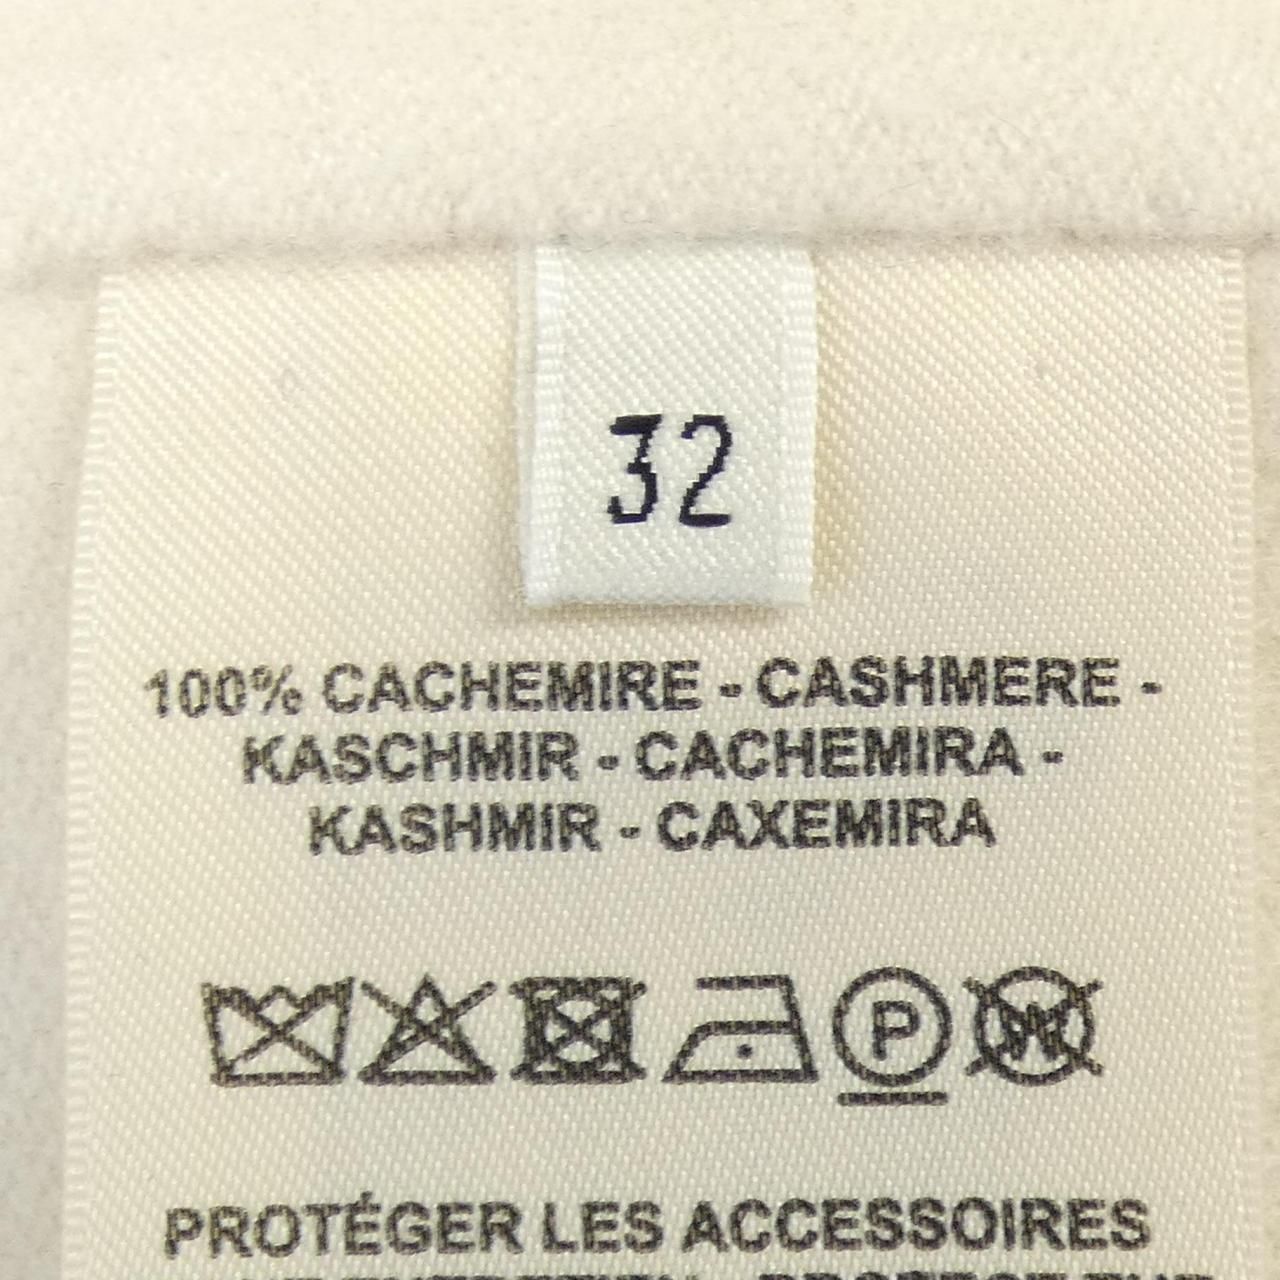 32
100% CACHEMIRE - CASHMERE -
KASCHMIR - CACHEMIRA -
KASHMIR - CAXEMIRA
P
W
PROTÉGER LES ACCESSOIRES